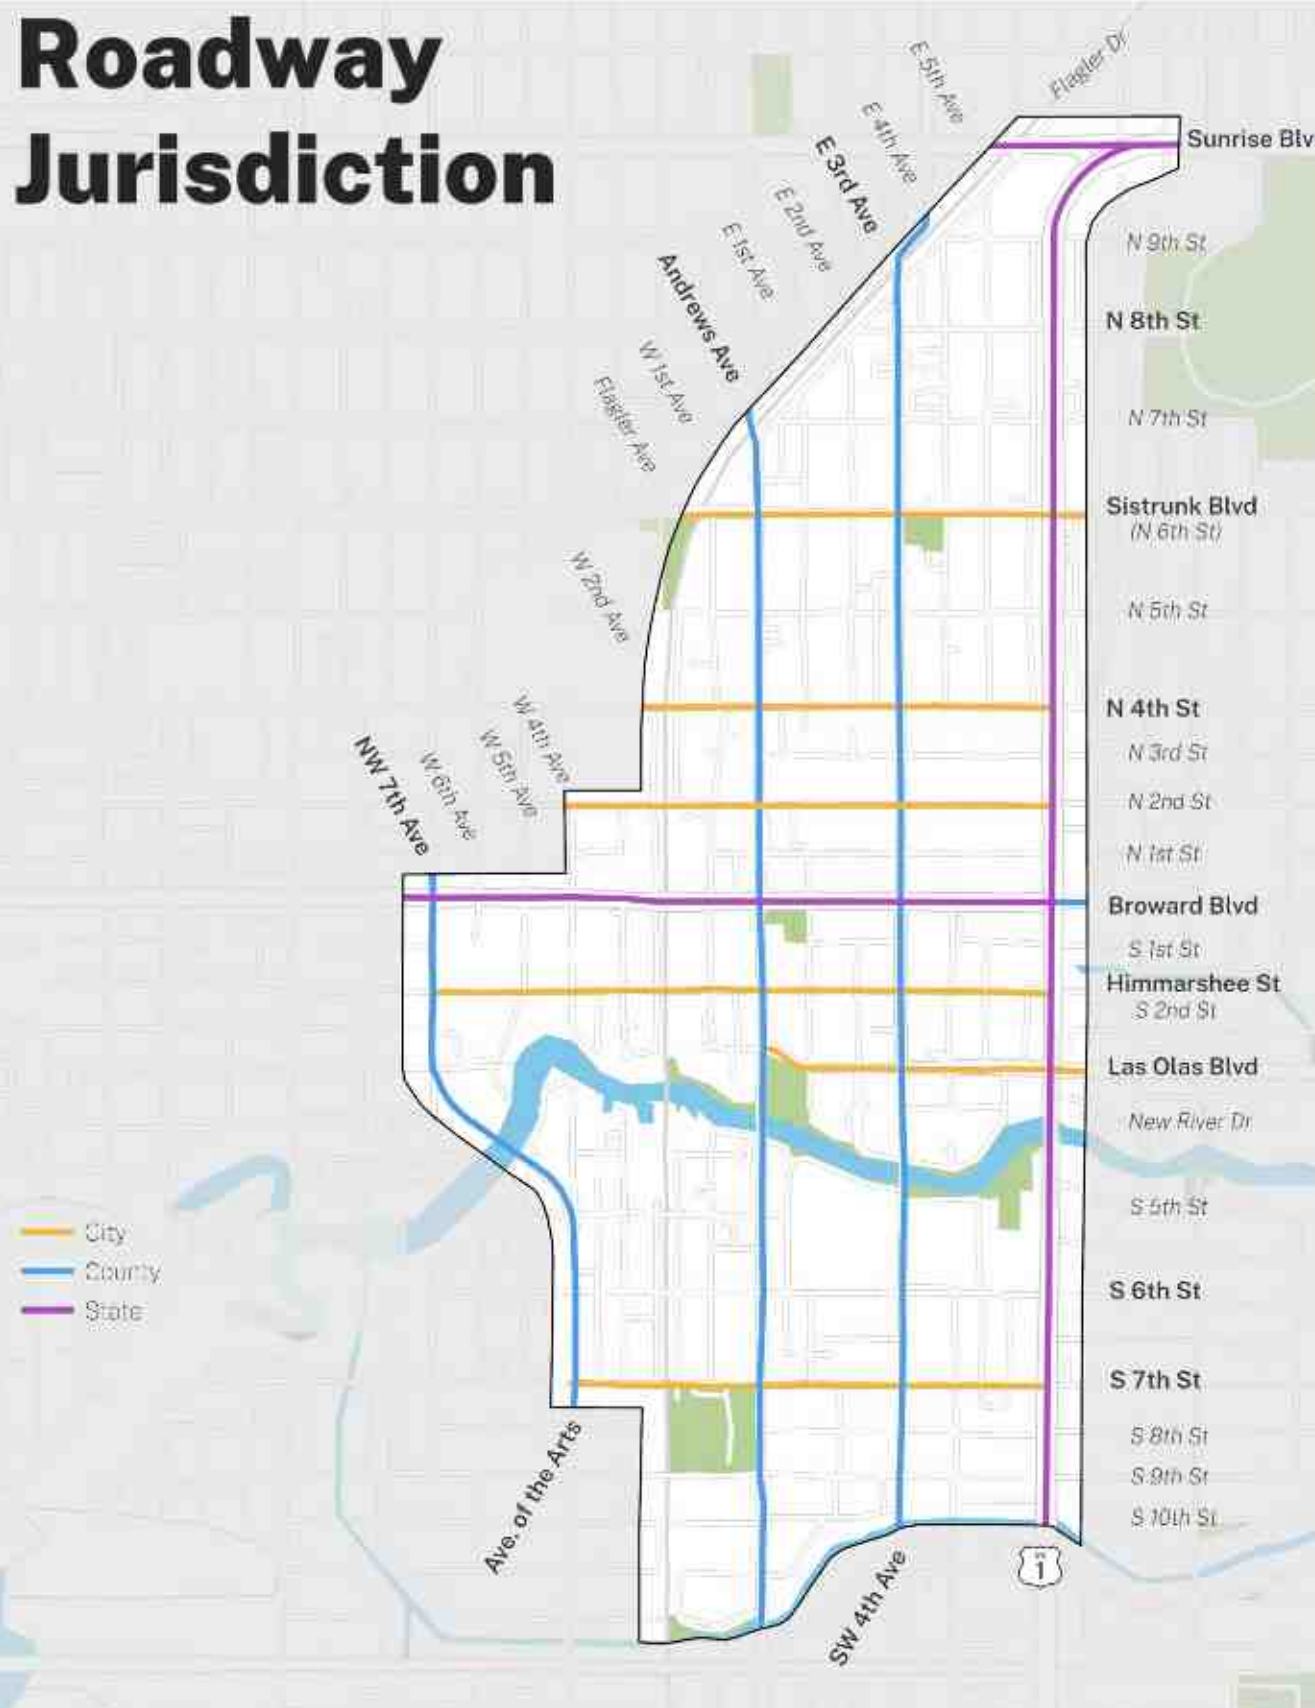 Roadway
Jurisdiction
Flagler Dr
E 5th Ave
E 4th Ave
E 3rd Ave
E 2nd Ave
E 1st Ave
Andrews Ave
W 1st Ave
Flagler Ave
W 2nd Ave
W 4th Ave
W 5th Ave
W 6th Ave
NW 7th Ave
Sunrise Blv
N 9th St
N 8th St
N 7th St
Sistrunk Blvd
(N 6th St)
N 5th St
N 4th St
N 3rd St
N 2nd St
N 1st St
Broward Blvd
S 1st St
Himmarshee St
S 2nd St
Las Olas Blvd
New River Dr
S 5th St
S 6th St
S 7th St
S 8th St
S 9th St
S 10th St
City
County
State
Ave. of the Arts
SW 4th Ave
1